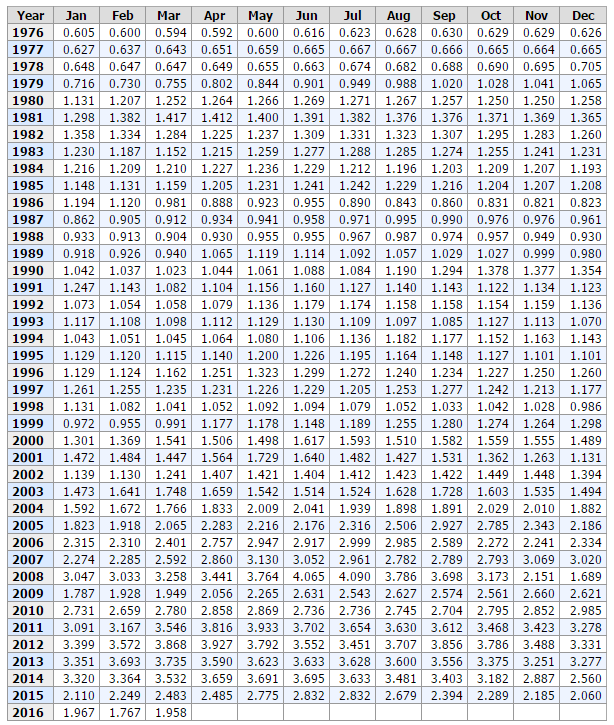 Year Jan Feb Mar Apr May Jun Jul Aug Sep Oct Nov Dec
1976 0.605 0.600 0.594 0.592 0.600 0.616 0.623 0.628 0.630 0.629 0.629 0.626
1977 0.627 0.637 0.643 0.651 0.659 0.665 0.667 0.667 0.666 0.665 0.664 0.665
1978 0.648 0.647 0.647 0.649 0.655 0.663 0.674 0.682 0.688 0.690 0.695 0.705
1979 0.716 0.730 0.755 0.802 0.844 0.901 0.949 0.988 1.020 1.028 1.041 1.065
1980 1.131 1.207 1.252 1.264 1.266 1.269 1.271 1.267 1.257 1.250 1.250 1.258
1981 1.298 1.382 1.417 1.412 1.400 1.391 1.382 1.376 1.376 1.371 1.369 1.365
1982 1.358 1.334 1.284 1.225 1.237 1.309 1.331 1.323 1.307 1.295 1.283 1.260
1983 1.230 1.187 1.152 1.215 1.259 1.277 1.288 1.285 1.274 1.255 1.241 1.231
1984 1.216 1.209 1.210 1.227 1.236 1.229 1.212 1.196 1.203 1.209 1.207 1.193
1985 1.148 1.131 1.159 1.205 1.231 1.241 1.242 1.229 1.216 1.204 1.207 1.208
1986 1.194 1.120 0.981 0.888 0.923 0.955 0.890 0.843 0.860 0.831 0.821 0.823
1987 0.862 0.905 0.912 0.934 0.941 0.958 0.971 0.995 0.990 0.976 0.976 0.961
1988 0.933 0.913 0.904 0.930 0.955 0.955 0.967 0.987 0.974 0.957 0.949 0.930
1989 0.918 0.926 0.940 1.065 1.119 1.114 1.092 1.057 1.029 1.027 0.999 0.980
1990 1.042 1.037 1.023 1.044 1.061 1.088 1.084 1.190 1.294 1.378 1.377 1.354
1991 1.247 1.143 1.082 1.104 1.156 1.160 1.127 1.140 1.143 1.122 1.134 1.123
1992 1.073 1.054 1.058 1.079 1.136 1.179 1.174 1.158 1.158 1.154 1.159 1.136
1993 1.117 1.108 1.098 1.112 1.129 1.130 1.109 1.097 1.085 1.127 1.113 1.070
1994 1.043 1.051 1.045 1.064 1.080 1.106 1.136 1.182 1.177 1.152 1.163 1.143
1995 1.129 1.120 1.115 1.140 1.200 1.226 1.195 1.164 1.148 1.127 1.101 1.101
1996 1.129 1.124 1.162 1.251 1.323 1.299 1.272 1.240 1.234 1.227 1.250 1.260
1997 1.261 1.255 1.235 1.231 1.226 1.229 1.205 1.253 1.277 1.242 1.213 1.177
1998 1.131 1.082 1.041 1.052 1.092 1.094 1.079 1.052 1.033 1.042 1.028 0.986
1999 0.972 0.955 0.991 1.177 1.178 1.148 1.189 1.255 1.280 1.274 1.264 1.298
2000 1.301 1.369 1.541 1.506 1.498 1.617 1.593 1.510 1.582 1.559 1.555 1.489
2001 1.472 1.484 1.447 1.564 1.729 1.640 1.482 1.427 1.531 1.362 1.263 1.131
2002 1.139 1.130 1.241 1.407 1.421 1.404 1.412 1.423 1.422 1.449 1.448 1.394
2003 1.473 1.641 1.748 1.659 1.542 1.514 1.524 1.628 1.728 1.603 1.535 1.494
2004 1.592 1.672 1.766 1.833 2.009 2.041 1.939 1.898 1.891 2.029 2.010 1.882
2005 1.823 1.918 2.065 2.283 2.216 2.176 2.316 2.506 2.927 2.785 2.343 2.186
2006 2.315 2.310 2.401 2.757 2.947 2.917 2.999 2.985 2.589 2.272 2.241 2.334
2007 2.274 2.285 2.592 2.860 3.130 3.052 2.961 2.782 2.789 2.793 3.069 3.020
2008 3.047 3.033 3.258 3.441 3.764 4.065 4.090 3.786 3.698 3.173 2.151 1.689
2009 1.787 1.928 1.949 2.056 2.265 2.631 2.543 2.627 2.574 2.561 2.660 2.621
2010 2.731 2.659 2.780 2.858 2.869 2.736 2.736 2.745 2.704 2.795 2.852 2.985
2011 3.091 3.167 3.546 3.816 3.933 3.702 3.654 3.630 3.612 3.468 3.423 3.278
2012 3.399 3.572 3.868 3.927 3.792 3.552 3.451 3.707 3.856 3.786 3.488 3.331
2013 3.351 3.693 3.735 3.590 3.623 3.633 3.628 3.600 3.556 3.375 3.251 3.277
2014 3.320 3.364 3.532 3.659 3.691 3.695 3.633 3.481 3.403 3.182 2.887 2.560
2015 2.110 2.249 2.483 2.485 2.775 2.832 2.832 2.679 2.394 2.289 2.185 2.060
2016 1.967 1.767 1.958